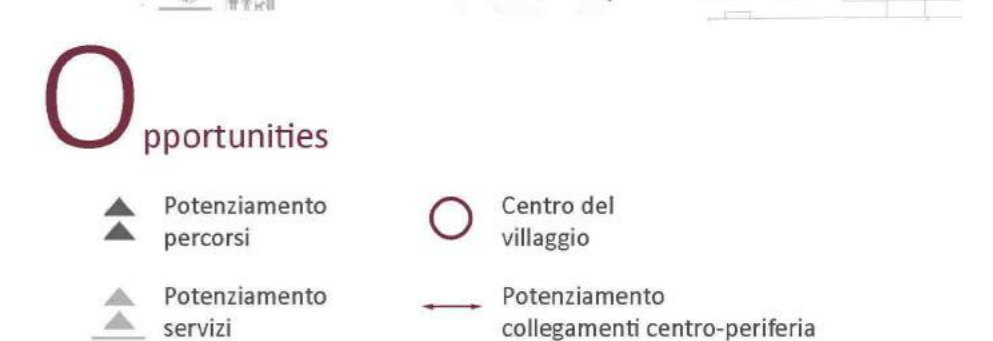 Opportunities
Potenziamento
percorsi
Centro del
villaggio
Potenziamento
servizi
Potenziamento
collegamenti centro-periferia